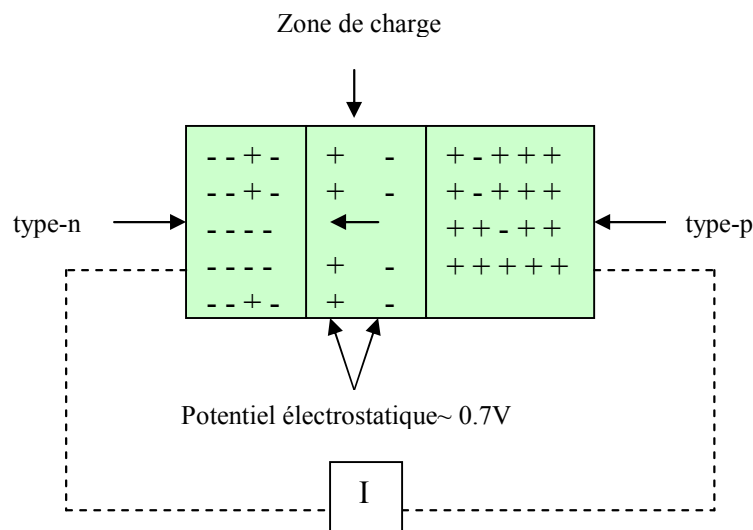 Zone de charge
- - + -
- - + -
- - - -
- - - -
- - + -
+ -
+ -
+ -
+ -
+ - + + +
+ - + + +
+ + - + +
+ + + + +
type-n
type-p
Potentiel électrostatique~ 0.7V
I